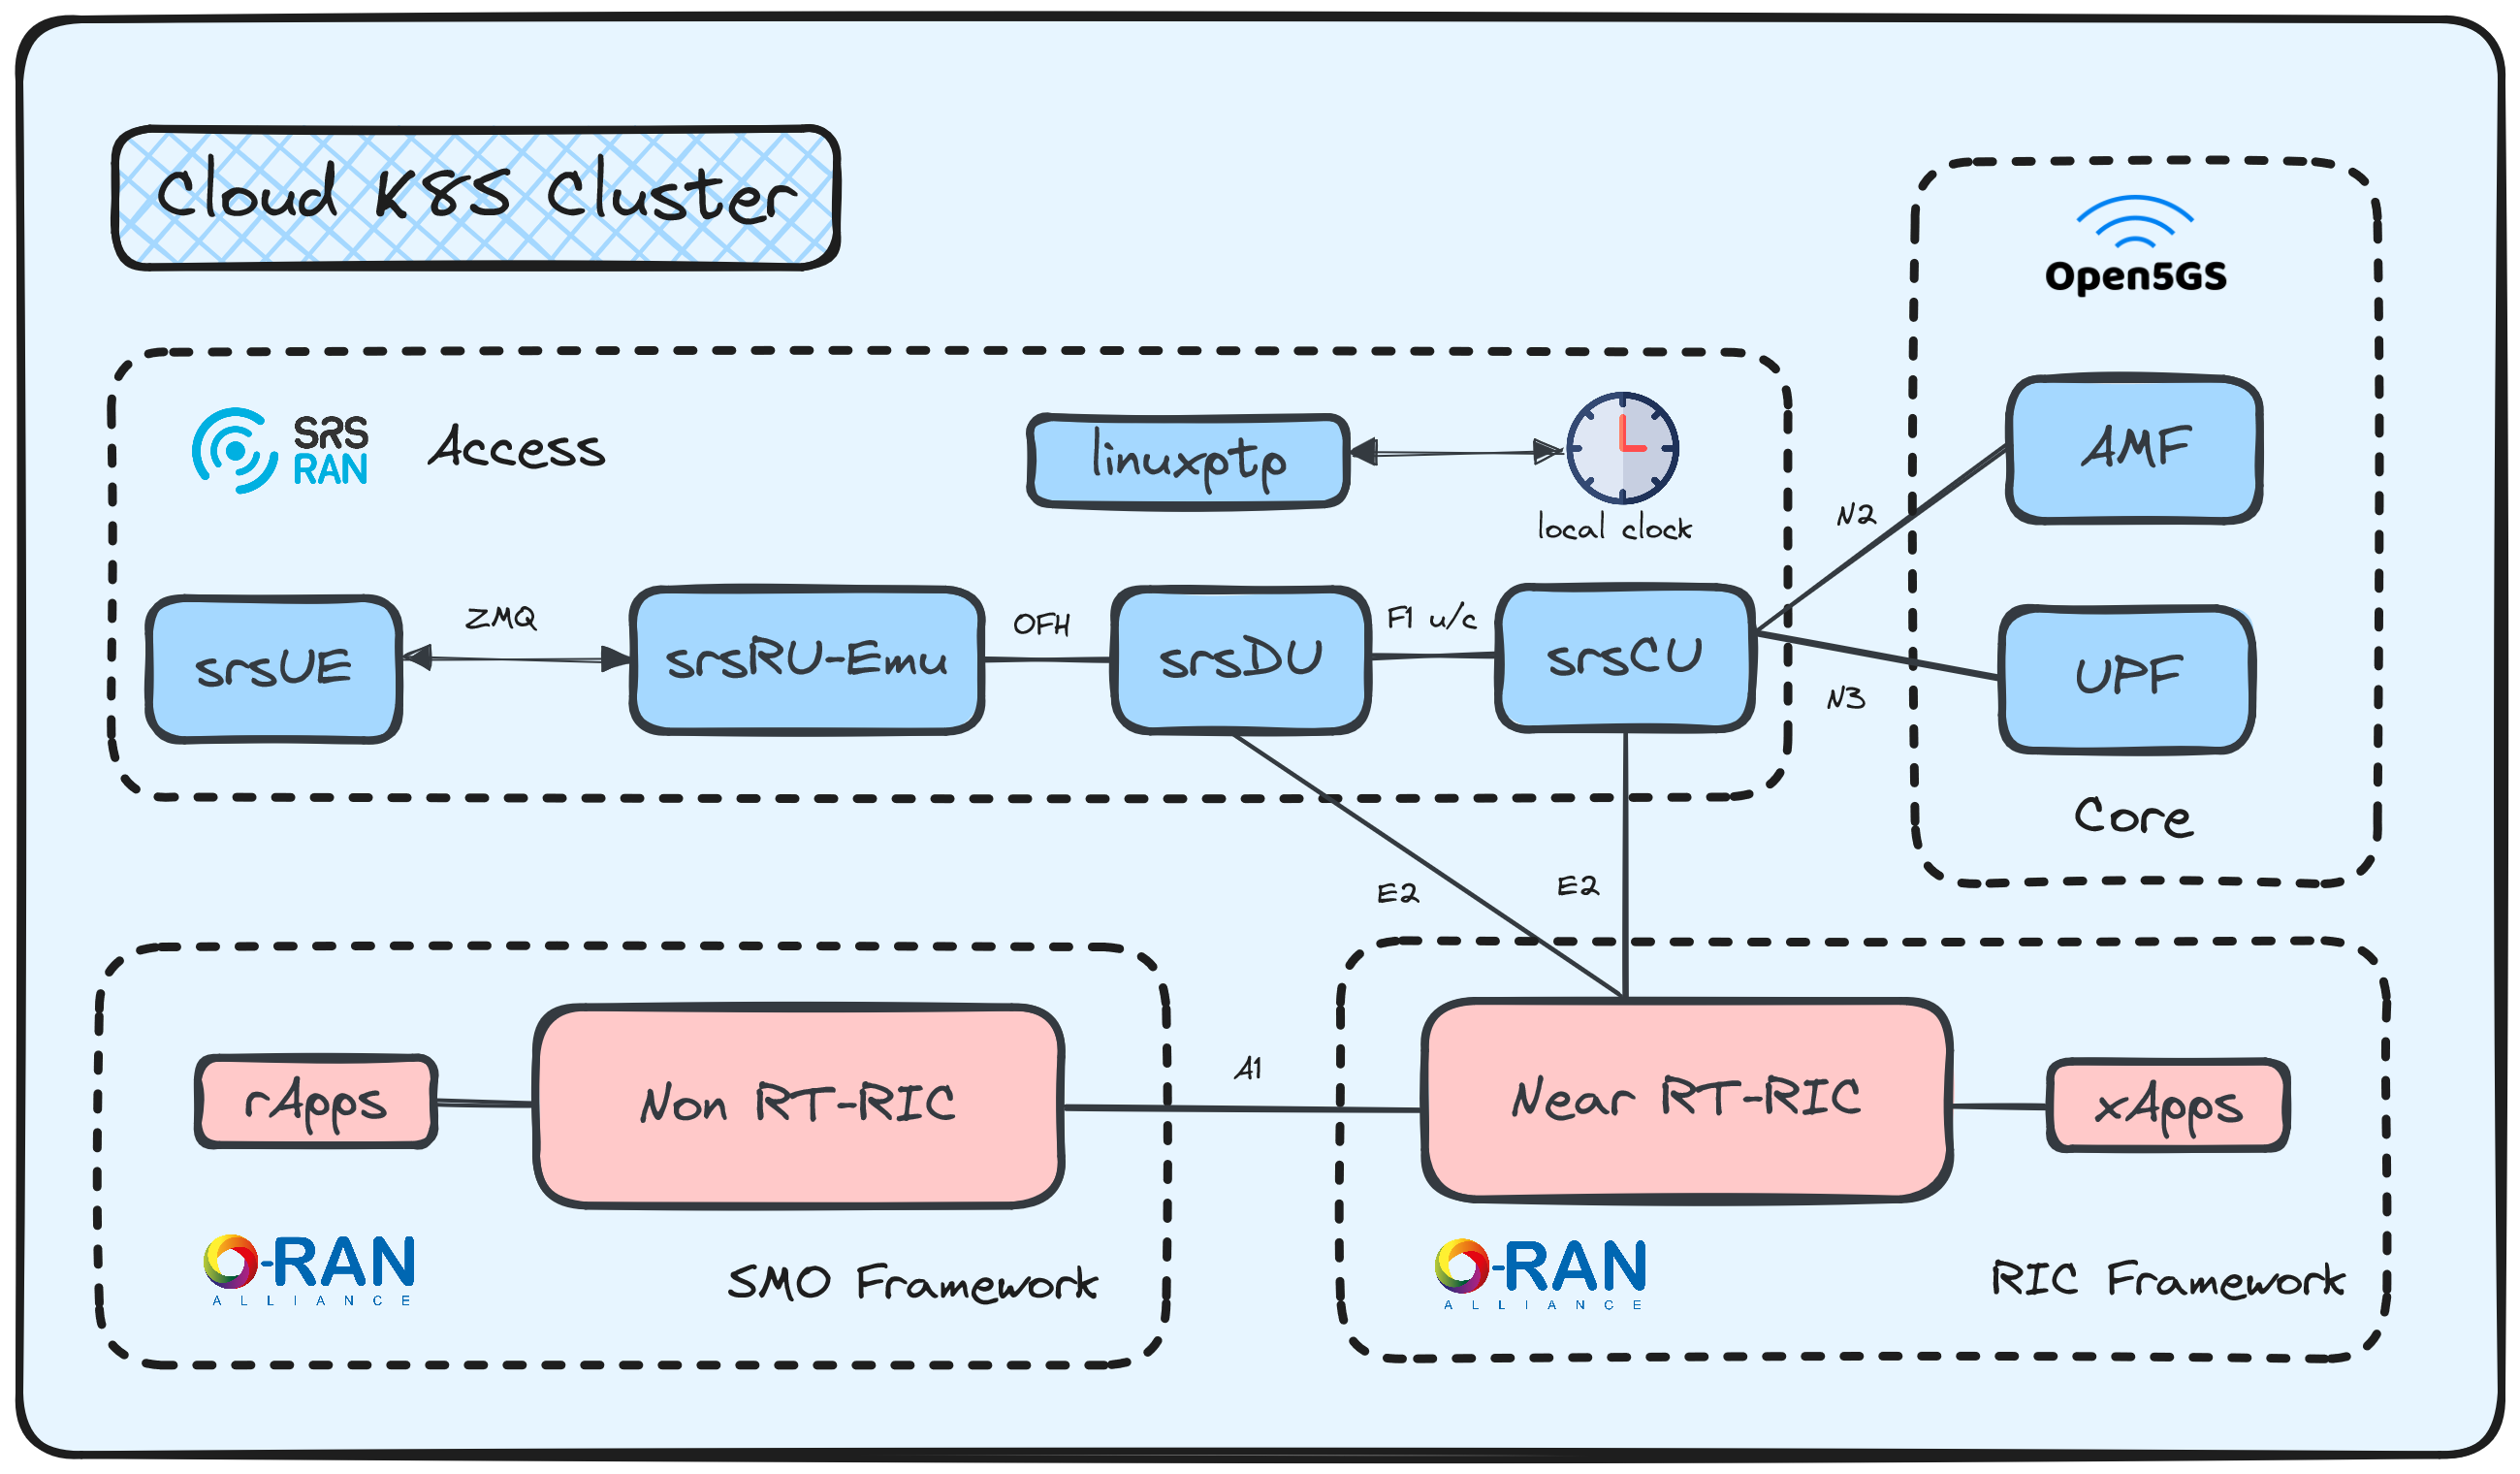 Cloud K8S Cluster
Open5GS
SRS
RAN
Access
linuxptp
local clock
AMF
N2
srsUE
ZMQ
srsRU-Emu
OFH
srsDU
F1 u/c
srsCU
N3
UPF
Core
E2
E2
rApps
Non RT-RIC
A1
Near RT-RIC
xApps
O-RAN
ALLIANCE
SMO Framework
O-RAN
ALLIANCE
RIC Framework